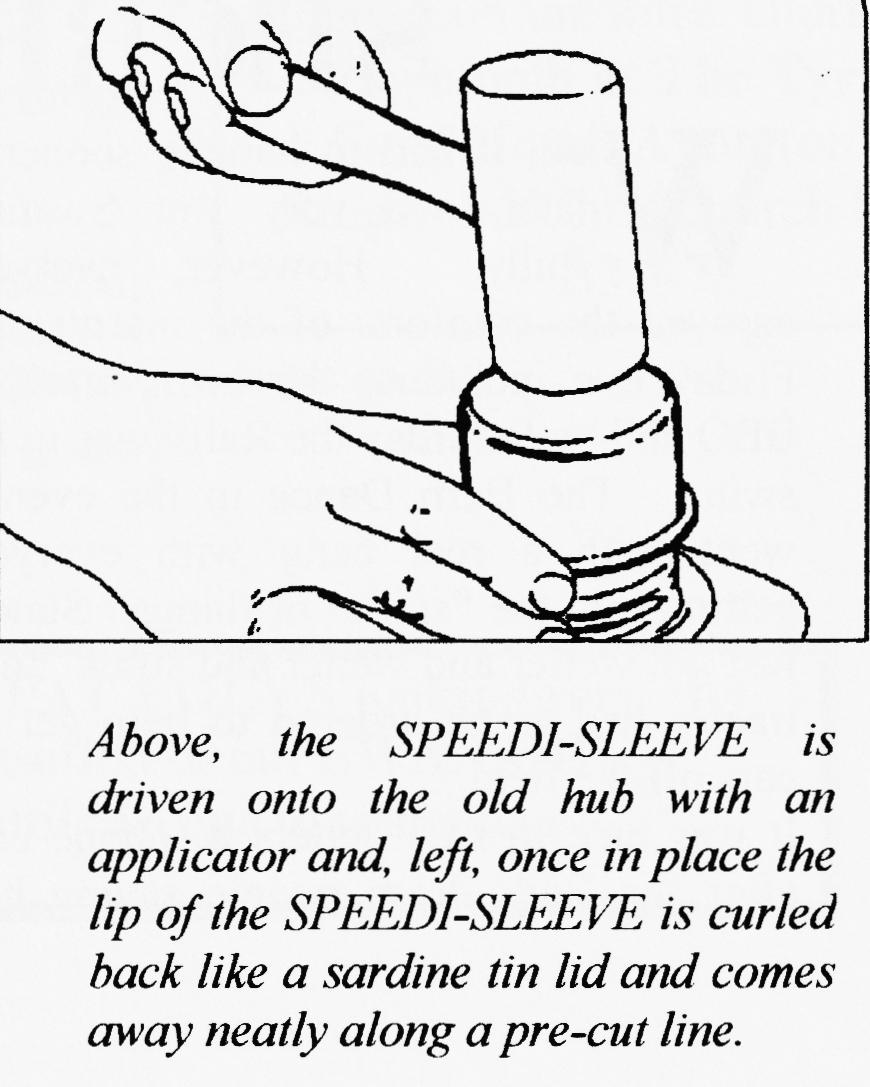 Above, the SPEEDI-SLEEVE is
driven onto the old hub with an
applicator and, left, once in place the
lip of the SPEEDI-SLEEVE is curled
back like a sardine tin lid and comes
away neatly along a pre-cut line.